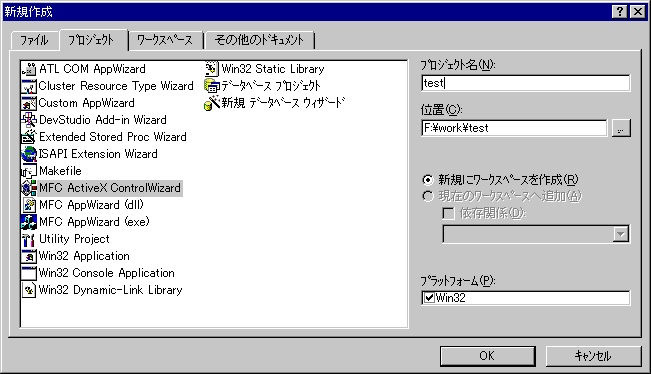 新規作成
ファイル
プロジェクト
ワークスペース
その他のドキュメント
ATL COM AppWizard
Cluster Resource Type Wizard
Custom AppWizard
DevStudio Add-in Wizard
Extended Stored Proc Wizard
ISAPI Extension Wizard
Makefile
MFC ActiveX ControlWizard
MFC AppWizard (dll)
MFC AppWizard (exe)
Utility Project
Win32 Application
Win32 Console Application
Win32 Dynamic-Link Library
Win32 Static Library
データベース プロジェクト
新規 データベース ウィザード
プロジェクト名(N):
test
位置(C):
F:¥work¥test
...
新規にワークスペースを作成(R)
現在のワークスペースへ追加(A)
依存関係(D):
プラットフォーム(P):
Win32
OK
キャンセル